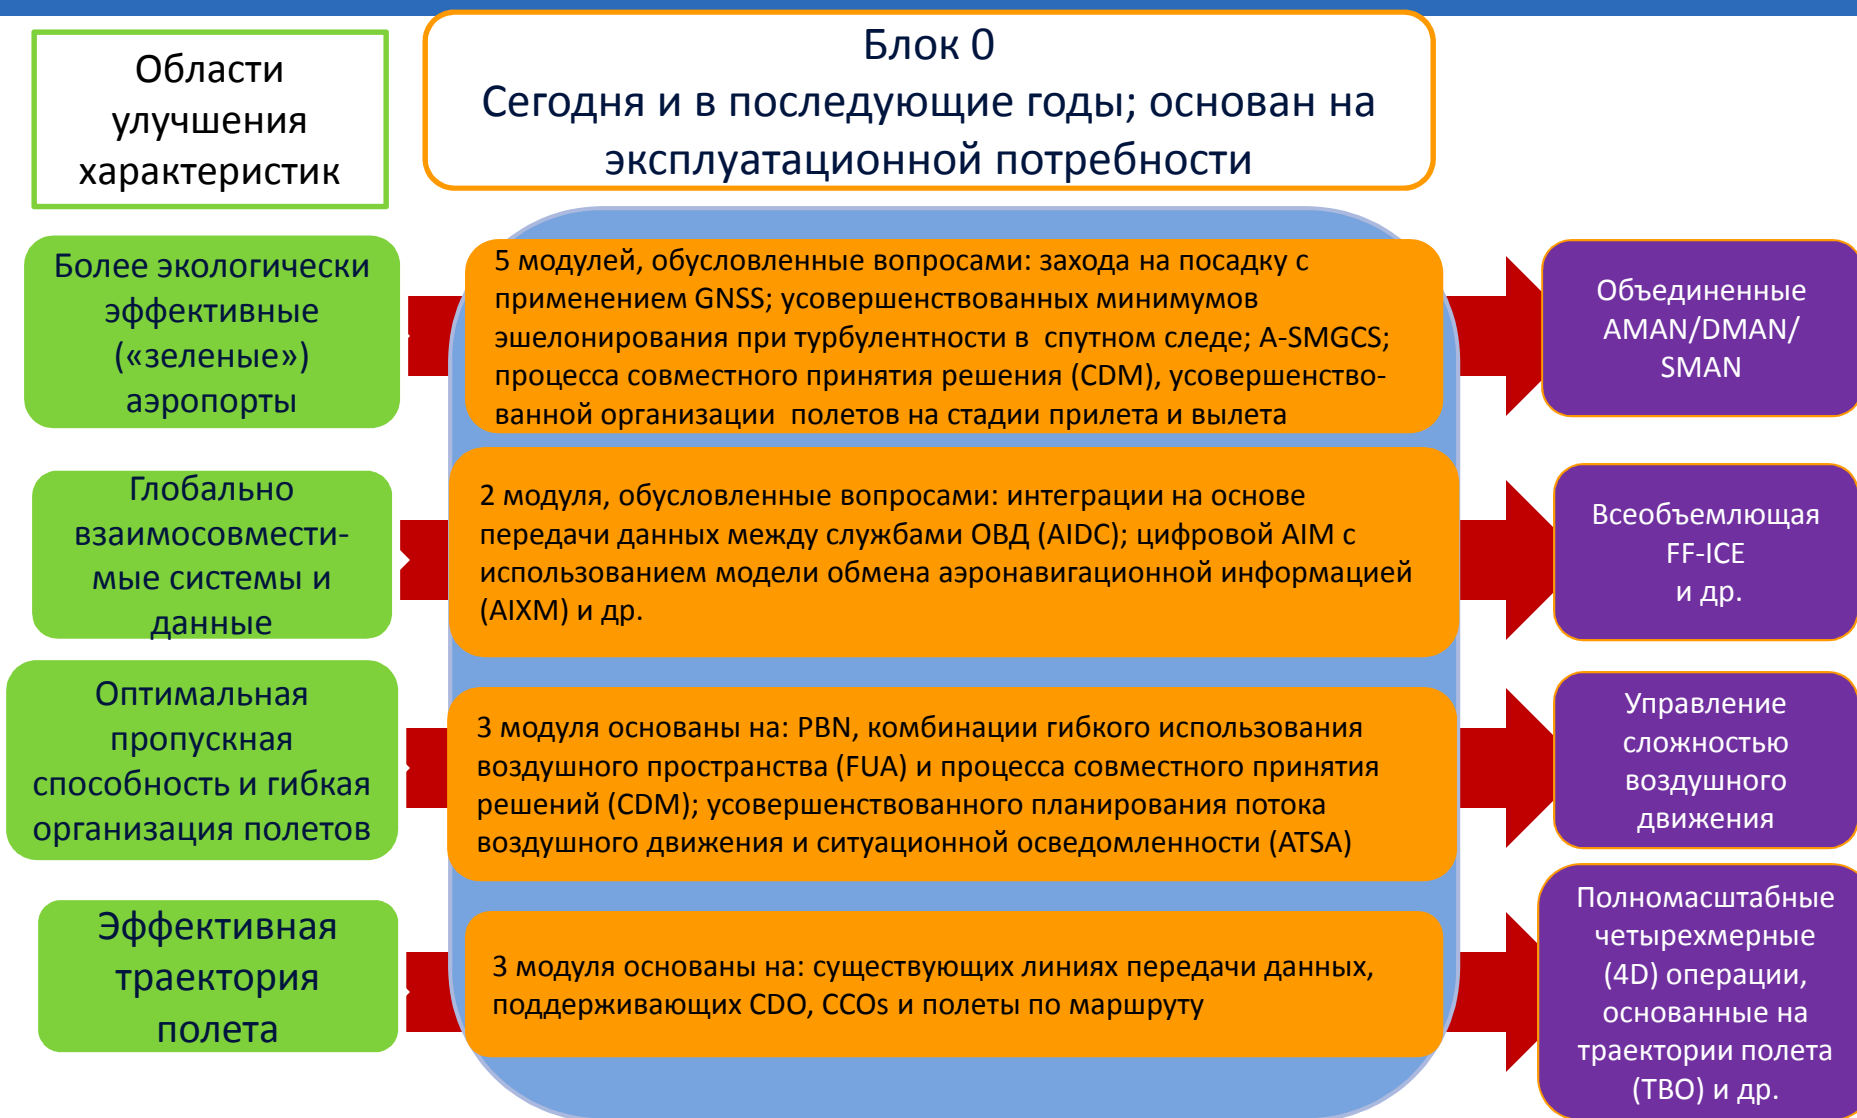 Области
улучшения
характеристик
Блок 0
Сегодня и в последующие годы; основан на
эксплуатационной потребности
Более экологически
эффективные
(«зеленые»)
аэропорты
5 модулей, обусловленные вопросами: захода на посадку с
применением GNSS; усовершенствованных минимумов
эшелонирования при турбулентности в спутном следе; A-SMGCS;
процесса совместного принятия решения (CDM), усовершенство-
ванной организации полетов на стадии прилета и вылета
Объединенные
AMAN/DMAN/
SMAN
Глобально
взаимосовмести-
мые системы и
данные
2 модуля, обусловленные вопросами: интеграции на основе
передачи данных между службами ОВД (AIDC); цифровой AIM с
использованием модели обмена аэронавигационной информацией
(AIXM) и др.
Всеобъемлющая
FF-ICE
и др.
Оптимальная
пропускная
способность и гибкая
организация полетов
3 модуля основаны на: PBN, комбинации гибкого использования
воздушного пространства (FUA) и процесса совместного принятия
решений (CDM); усовершенствованного планирования потока
воздушного движения и ситуационной осведомленности (ATSA)
Управление
сложностью
воздушного
движения
Эффективная
траектория
полета
3 модуля основаны на: существующих линиях передачи данных,
поддерживающих CDO, CCOs и полеты по маршруту
Полномасштабные
четырехмерные
(4D) операции,
основанные на
траектории полета
(TBO) и др.